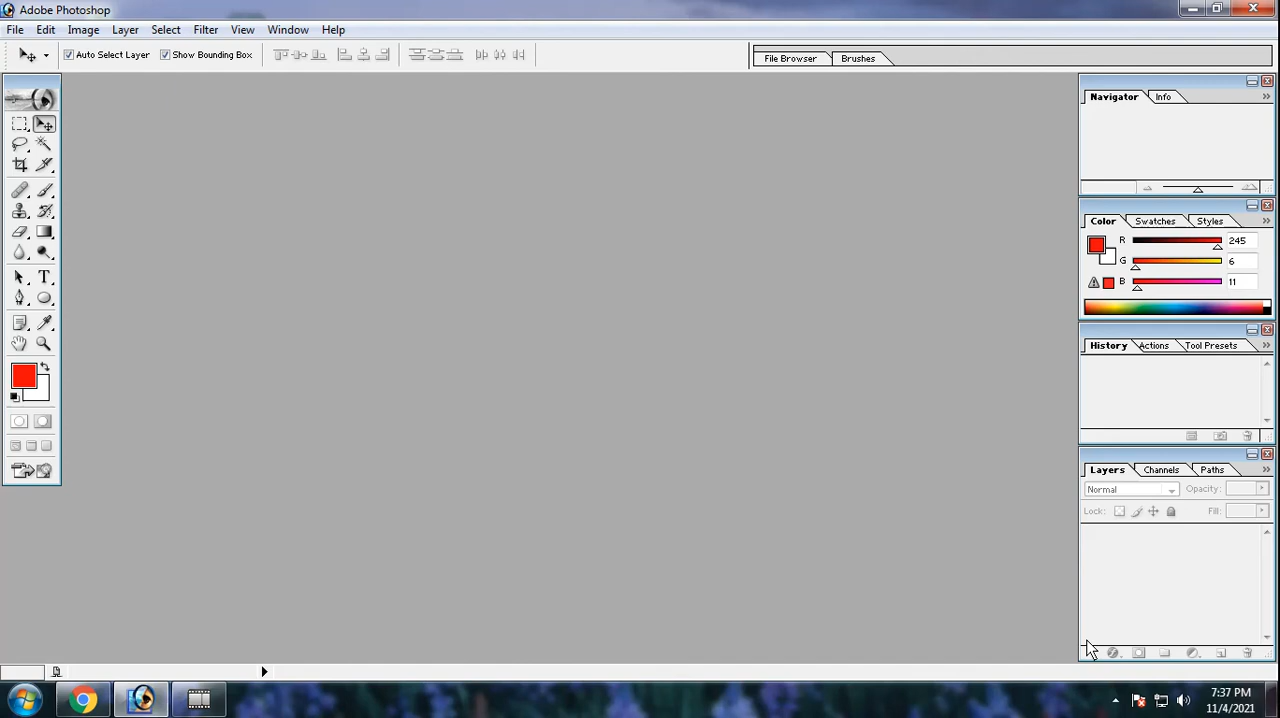 Adobe Photoshop
File Edit Image Layer Select Filter View Window Help
Auto Select Layer Show Bounding Box File Browser Brushes
Navigator Info
Color Swatches Styles
R 245
G 6
B 11
History Actions Tool Presets
Layers Channels Paths
Normal Opacity:
Lock: Fill:
T
7:37 PM
11/4/2021